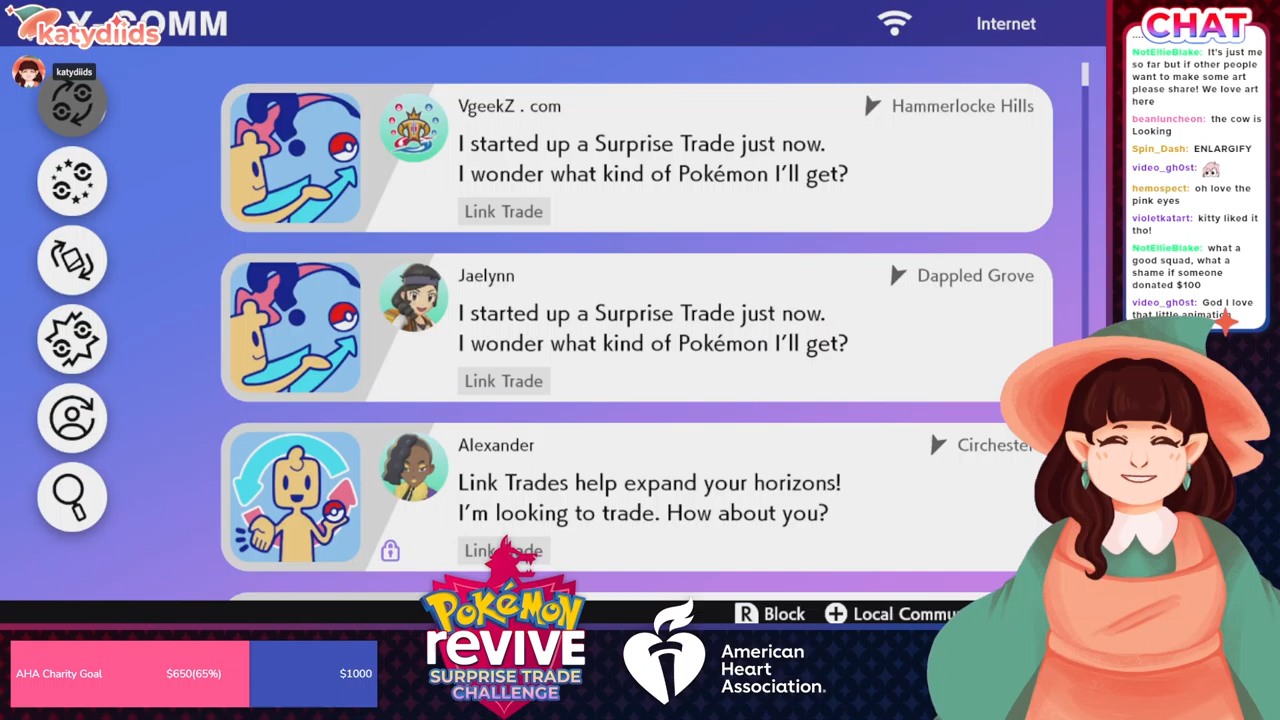 Y-COMM
katydiids
Internet
katydiids
VgeekZ . com
Hammerlocke Hills
I started up a Surprise Trade just now.
I wonder what kind of Pokémon I'll get?
Link Trade
Jaelynn
Dappled Grove
I started up a Surprise Trade just now.
I wonder what kind of Pokémon I'll get?
Link Trade
Alexander
Circhester
Link Trades help expand your horizons!
I'm looking to trade. How about you?
Link Trade
R Block
Local Commu
CHAT
NotEllieBlake: It's just me
so far but if other people
want to make some art
please share! We love art
here
beanluncheon: the cow is
Looking
Spin_Dash: ENLARGIFY
video_gh0st:
hemospect: oh love the
pink eyes
violetkatart: kitty liked it
tho!
NotEllieBlake: what a
good squad, what a
shame if someone
donated $100
video_gh0st: God I love
that little animatio
AHA Charity Goal
$650(65%)
$1000
POKéMON
reVIVE
SURPRISE TRADE
CHALLENGE
American
Heart
Association.